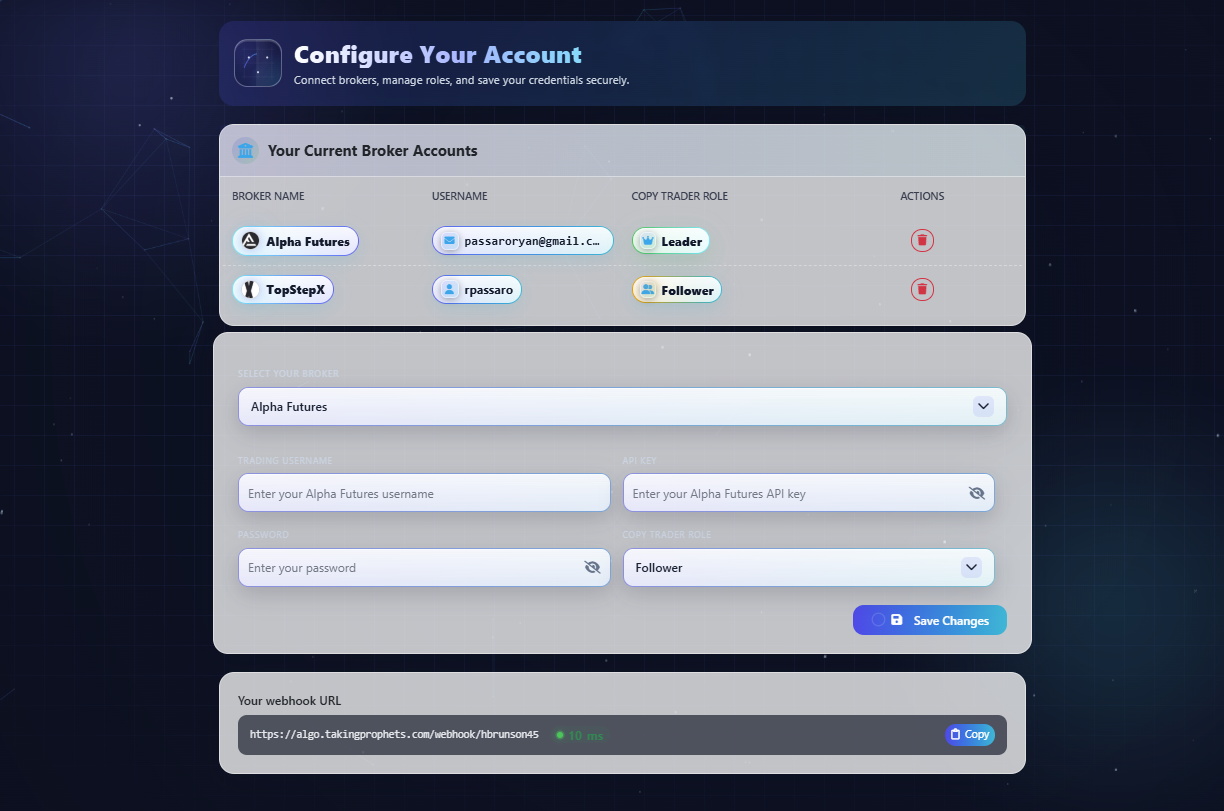 Configure Your Account
Connect brokers, manage roles, and save your credentials securely.
Your Current Broker Accounts
BROKER NAME USERNAME COPY TRADER ROLE ACTIONS
Alpha Futures passaroryan@gmail.c… Leader
TopStepX rpassaro Follower
SELECT YOUR BROKER
Alpha Futures
TRADING USERNAME API KEY
Enter your Alpha Futures username Enter your Alpha Futures API key
PASSWORD COPY TRADER ROLE
Enter your password Follower
Save Changes
Your webhook URL
https://algo.takingprophets.com/webhook/hbrunson45 10 ms Copy